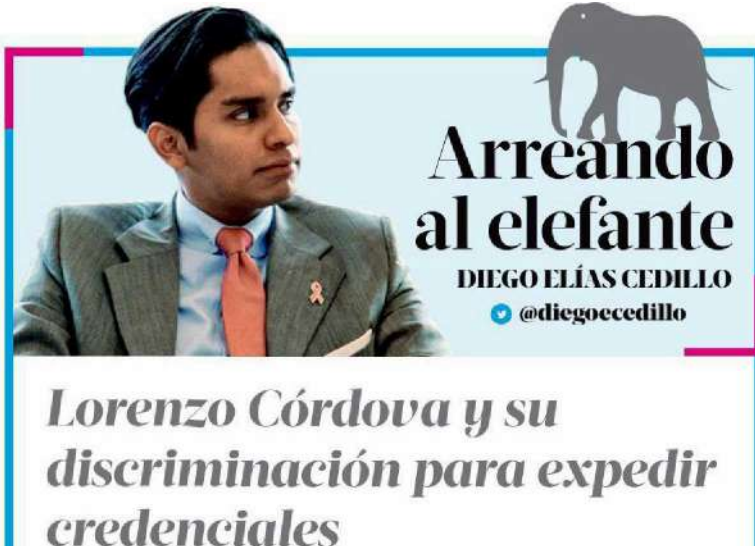 Arreando
al elefante
DIEGO ELÍAS CEDILLO
@diegoecedillo
Lorenzo Córdova y su
discriminación para expedir
credenciales